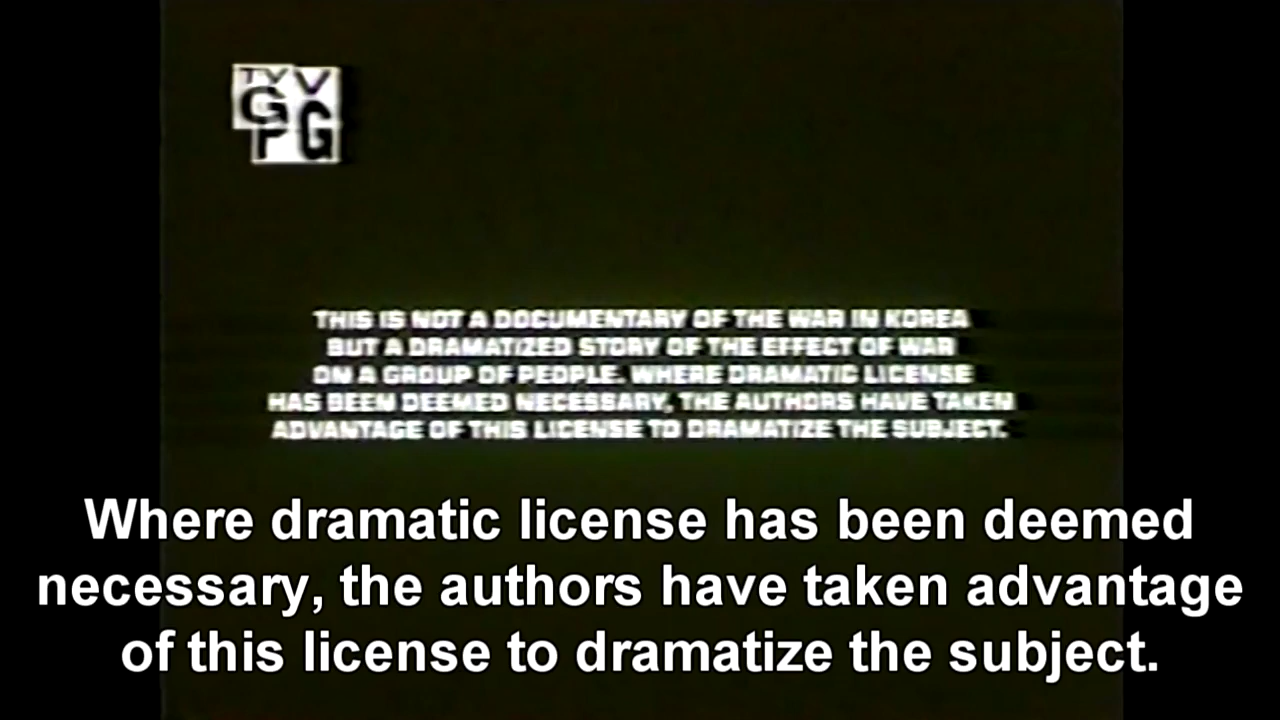 TV V
G
PG
THIS IS NOT A DOCUMENTARY OF THE WAR IN KOREA
BUT A DRAMATIZED STORY OF THE EFFECT OF WAR
ON A GROUP OF PEOPLE. WHERE DRAMATIC LICENSE
HAS BEEN DEEMED NECESSARY, THE AUTHORS HAVE TAKEN
ADVANTAGE OF THIS LICENSE TO DRAMATIZE THE SUBJECT.
Where dramatic license has been deemed
necessary, the authors have taken advantage
of this license to dramatize the subject.